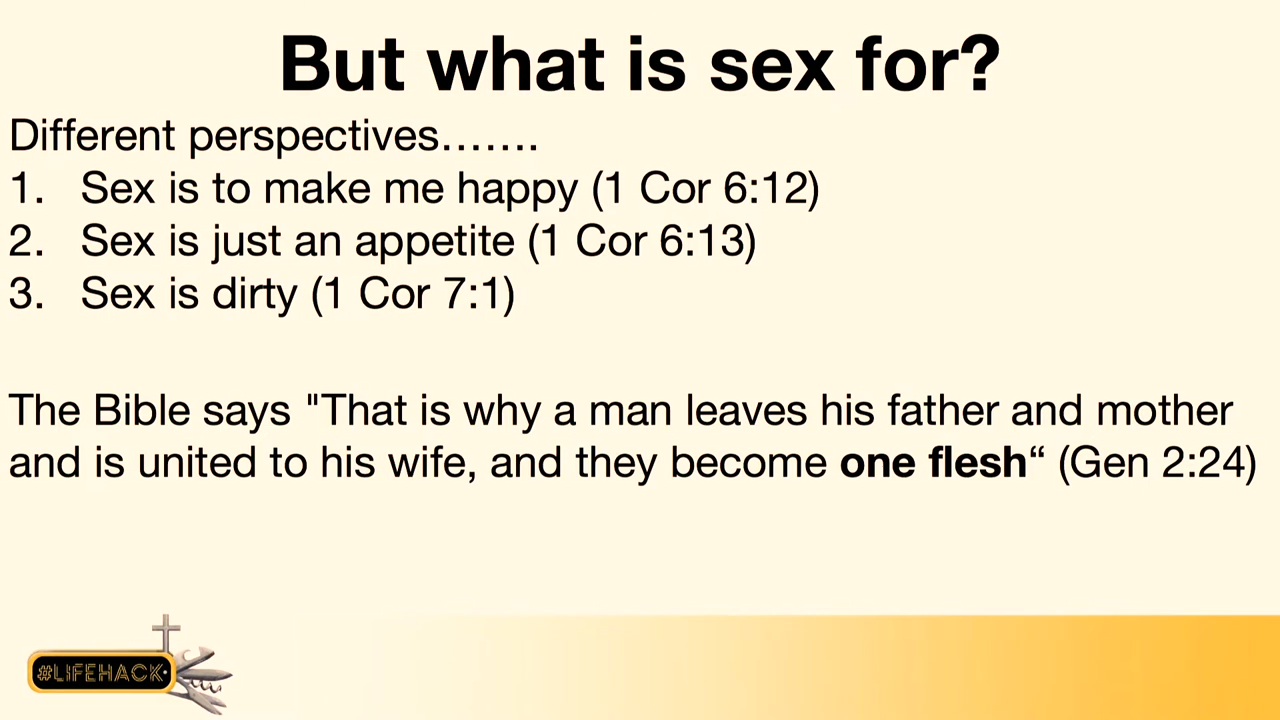 But what is sex for?
Different perspectives…….
1. Sex is to make me happy (1 Cor 6:12)
2. Sex is just an appetite (1 Cor 6:13)
3. Sex is dirty (1 Cor 7:1)
The Bible says "That is why a man leaves his father and mother
and is united to his wife, and they become one flesh“ (Gen 2:24)
#LIFEHACK